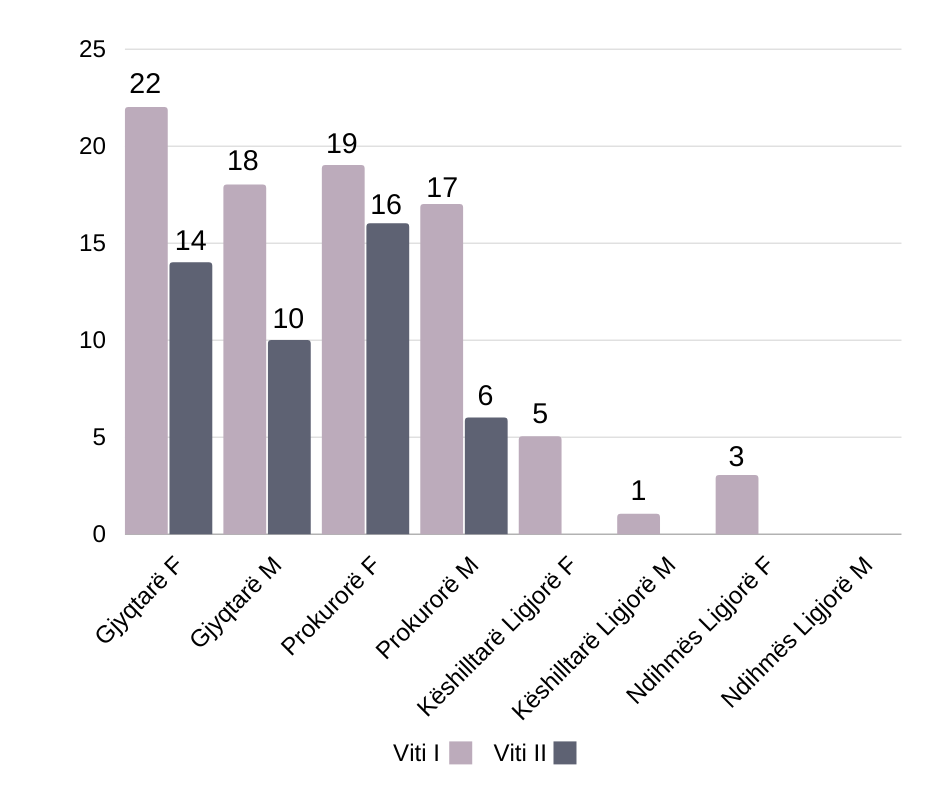 25
20
15
10
5
0
22
14
18
10
19
16
17
6
5
1
3
Gjyqtarë F
Gjyqtarë M
Prokurorë F
Prokurorë M
Këshilltarë Ligjorë F
Këshilltarë Ligjorë M
Ndihmës Ligjorë F
Ndihmës Ligjorë M
Viti I
Viti II